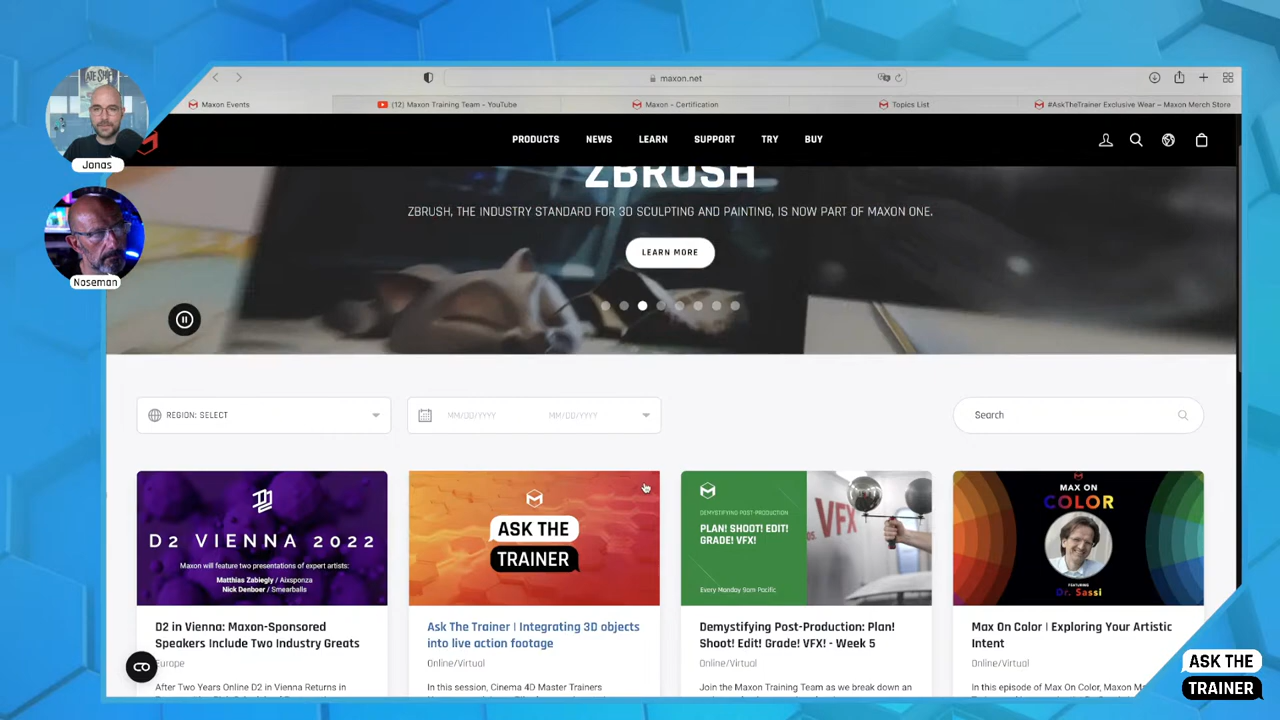 maxon.net
Maxon Events
(12) Maxon Training Team - YouTube
Maxon - Certification
Topics List
#AskTheTrainer Exclusive Wear – Maxon Merch Store
Jonas
PRODUCTS
NEWS
LEARN
SUPPORT
TRY
BUY
ZBRUSH
ZBRUSH, THE INDUSTRY STANDARD FOR 3D SCULPTING AND PAINTING, IS NOW PART OF MAXON ONE.
LEARN MORE
Noseman
REGION: SELECT
MM/DD/YYYY
MM/DD/YYYY
Search
D2 VIENNA 2022
Maxon will feature two presentations of expert artists:
Matthias Zabiegly / Aixsponza
Nick Denboer / Smearballs
D2 in Vienna: Maxon-Sponsored
Speakers Include Two Industry Greats
Europe
After Two Years Online D2 in Vienna Returns in
ASK THE
TRAINER
Ask The Trainer | Integrating 3D objects
into live action footage
Online/Virtual
In this session, Cinema 4D Master Trainers
DEMYSTIFYING POST-PRODUCTION:
PLAN! SHOOT! EDIT!
GRADE! VFX!
Every Monday 9am Pacific
VFX
Demystifying Post-Production: Plan!
Shoot! Edit! Grade! VFX! - Week 5
Online/Virtual
Join the Maxon Training Team as we break down an
MAX ON
COLOR
FEATURING
Dr. Sassi
Max On Color | Exploring Your Artistic
Intent
Online/Virtual
In this episode of Max On Color, Maxon
ASK THE
TRAINER